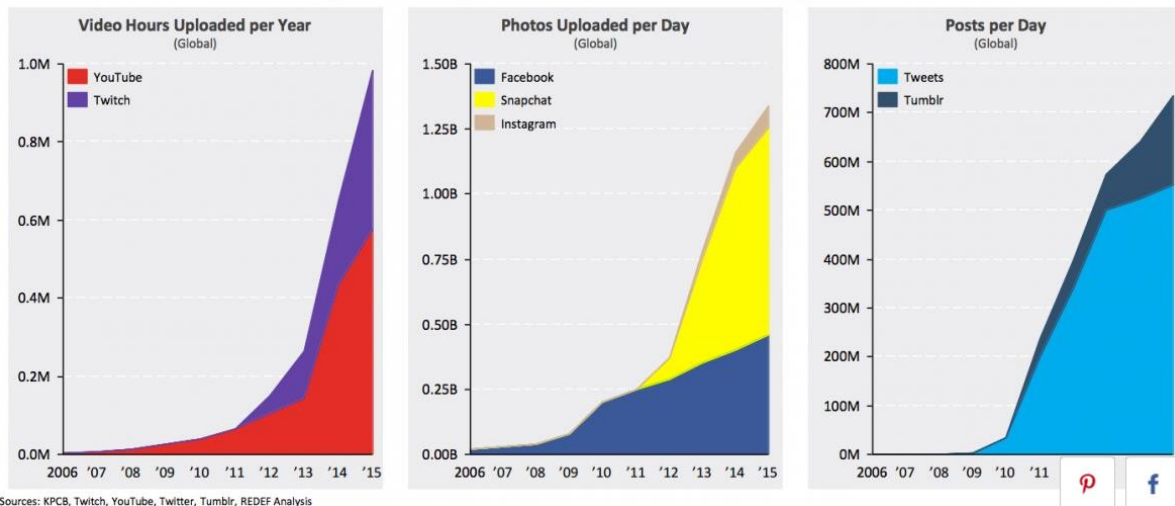 Video Hours Uploaded per Year
(Global)
1.0M
YouTube
Twitch
0.8M
0.6M
0.4M
0.2M
0.0M
2006 '07 '08 '09 '10 '11 '12 '13 '14 '15
Photos Uploaded per Day
(Global)
1.50B
Facebook
Snapchat
Instagram
1.25B
1.00B
0.75B
0.50B
0.25B
0.00B
2006 '07 '08 '09 '10 '11 '12 '13 '14 '15
Posts per Day
(Global)
800M
Tweets
Tumblr
700M
600M
500M
400M
300M
200M
100M
0M
2006 '07 '08 '09 '10 '11
Sources: KPCB, Twitch, YouTube, Twitter, Tumblr, REDEF Analysis